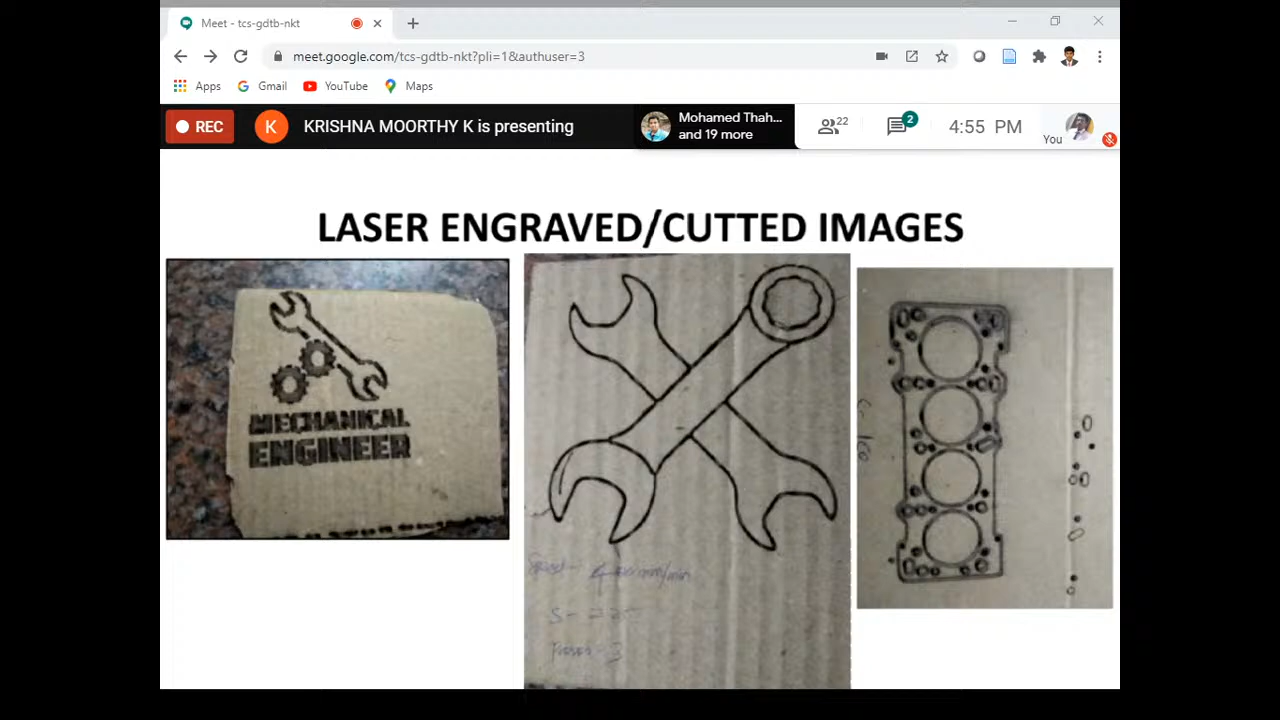 Meet - tcs-gdtb-nkt
meet.google.com/tcs-gdtb-nkt?pli=1&authuser=3
Apps
Gmail
YouTube
Maps
REC
K
KRISHNA MOORTHY K is presenting
Mohamed Thah...
and 19 more
22
2
4:55 PM
You
LASER ENGRAVED/CUTTED IMAGES
MECHANICAL
ENGINEER
mm/min
S-